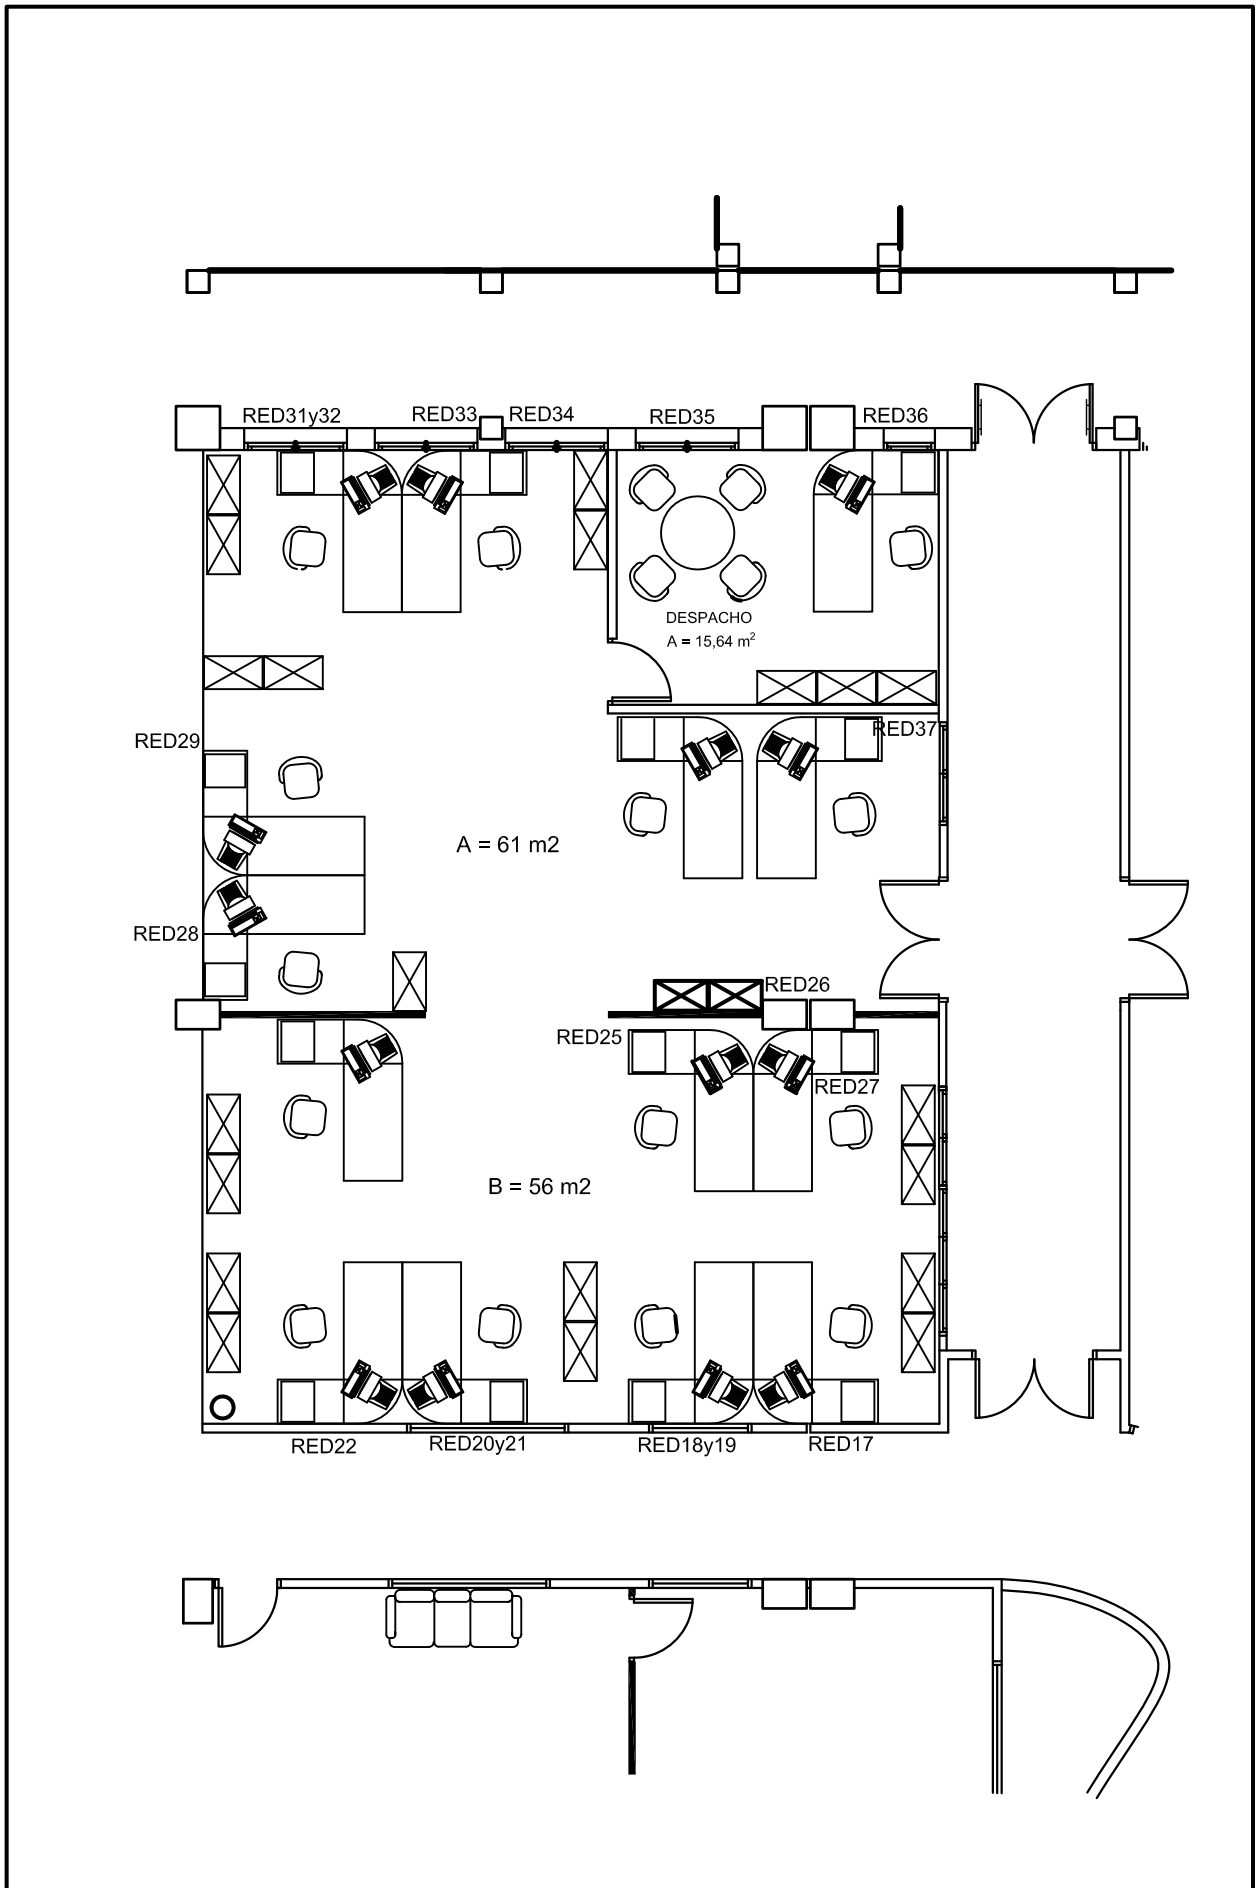 RED31y32
RED33
RED34
RED35
RED36
DESPACHO
A = 15,64 m²
RED29
RED37
A = 61 m2
RED28
RED26
RED25
RED27
B = 56 m2
RED22
RED20y21
RED18y19
RED17